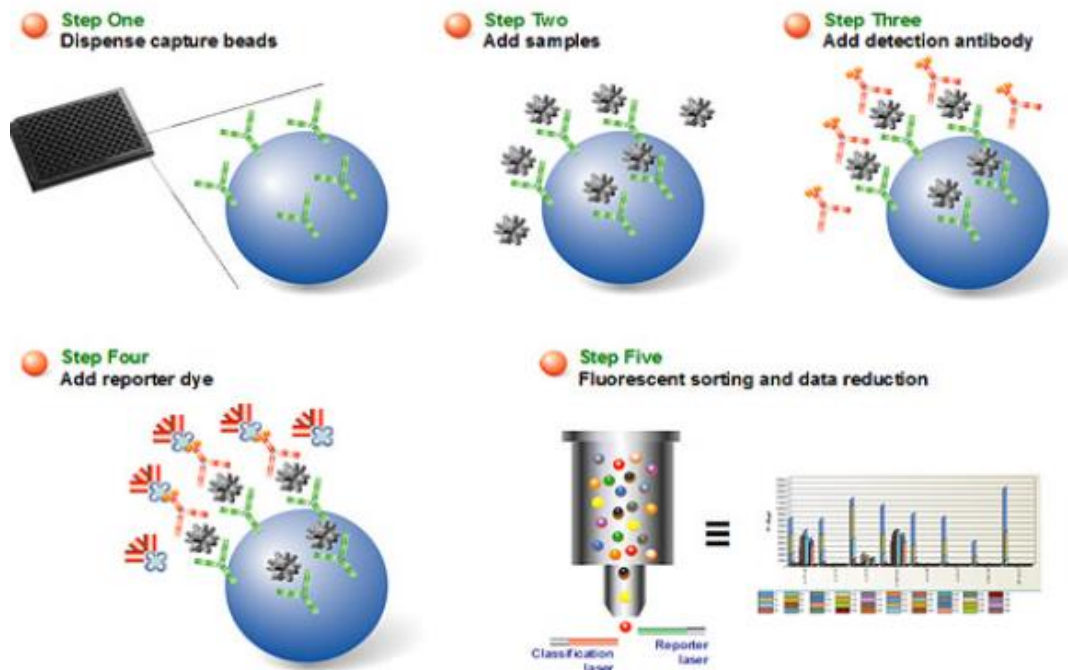 Step One
Dispense capture beads
Step Two
Add samples
Step Three
Add detection antibody
Step Four
Add reporter dye
Step Five
Fluorescent sorting and data reduction
Classification
laser
Reporter
laser